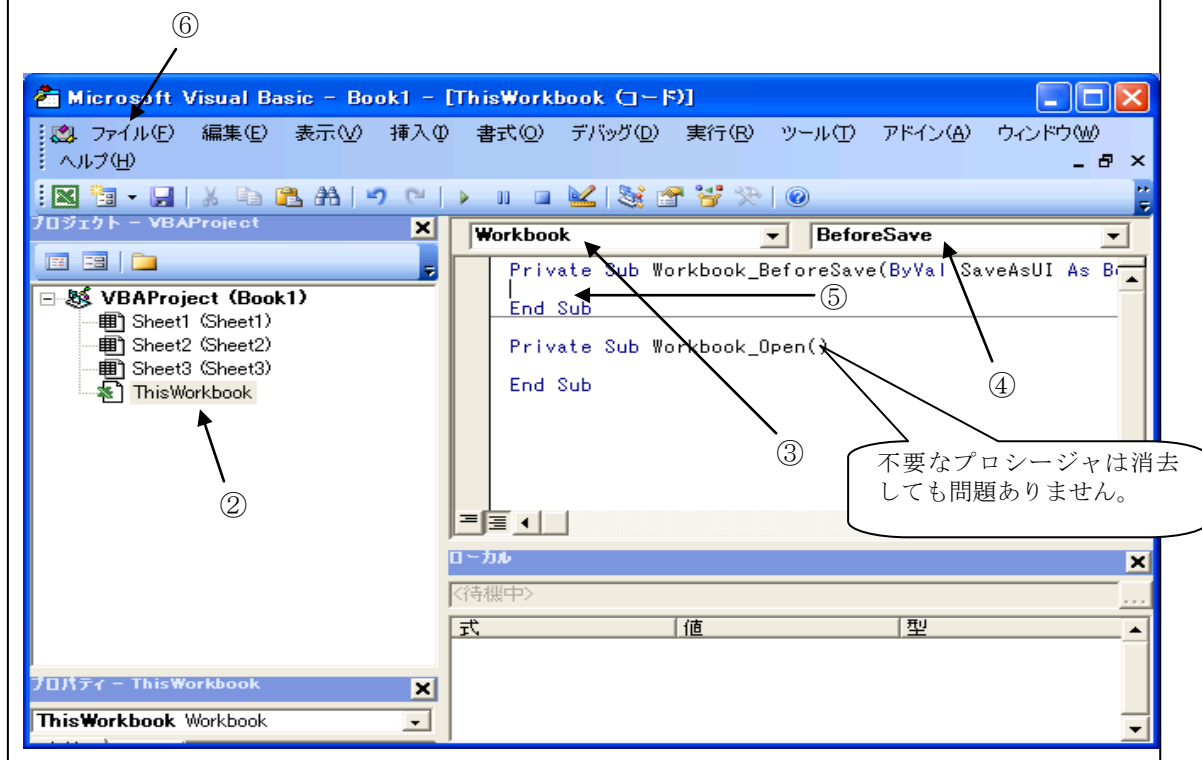 ⑥
Microsoft Visual Basic - Book1 - [ThisWorkbook (コード)]
ファイル(F) 編集(E) 表示(V) 挿入(I) 書式(O) デバッグ(D) 実行(R) ツール(T) アドイン(A) ウィンドウ(W)
ヘルプ(H)
プロジェクト - VBAProject
VBAProject (Book1)
Sheet1 (Sheet1)
Sheet2 (Sheet2)
Sheet3 (Sheet3)
ThisWorkbook
②
Workbook BeforeSave
Private Sub Workbook_BeforeSave(ByVal SaveAsUI As B
⑤
End Sub
Private Sub Workbook_Open()
End Sub
④
③
不要なプロシージャは消去
しても問題ありません。
ローカル
<待機中>
...
式 値 型
プロパティ - ThisWorkbook
ThisWorkbook Workbook